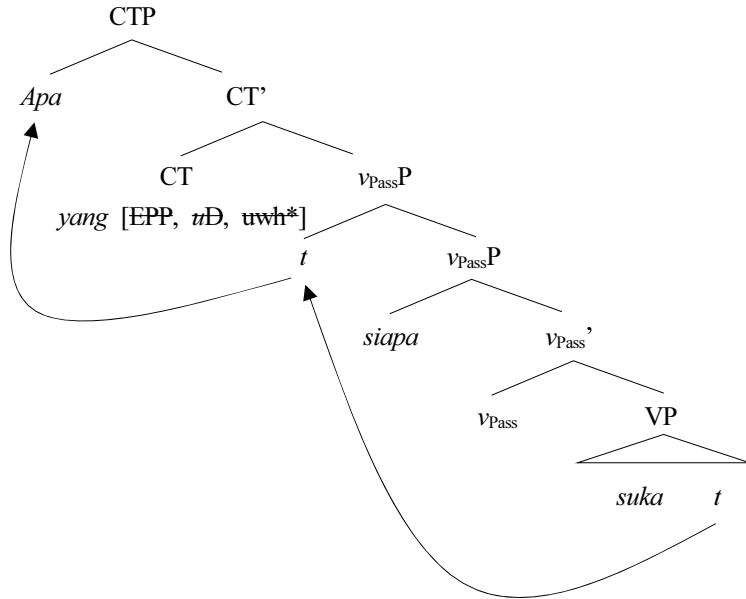 CTP
Apa CT’
CT vPassP
yang [EPP, uD, uwh*]
t vPassP
siapa vPass’
vPass VP
suka t